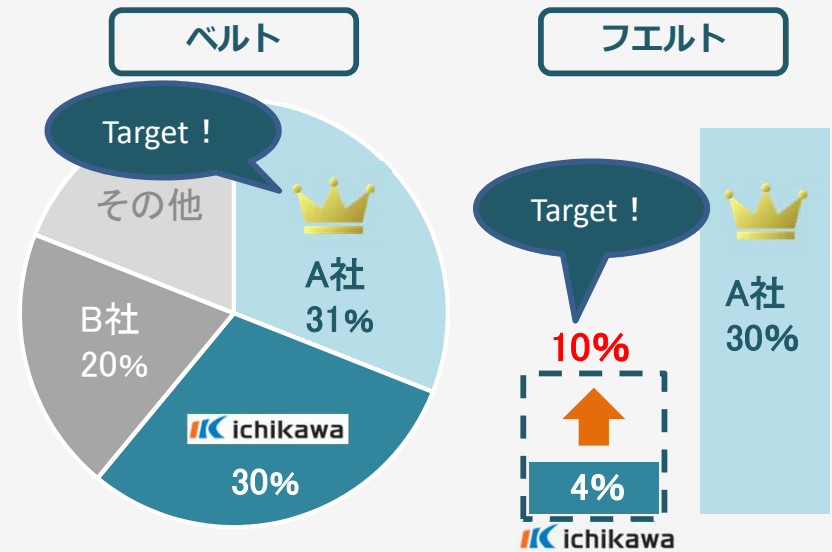 ベルト
Target！
その他
A社
31%
B社
20%
ichikawa
30%
フエルト
Target！
A社
30%
10%
4%
ichikawa